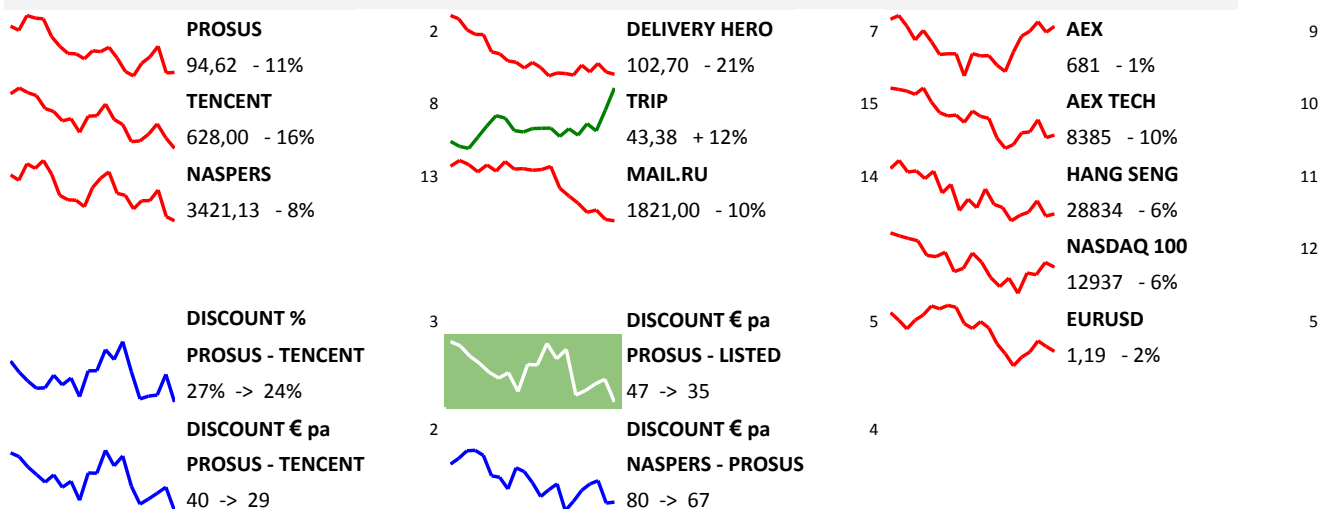 PROSUS 2 DELIVERY HERO 7 AEX 9
94,62 - 11% 102,70 - 21% 681 - 1%
TENCENT 8 TRIP 15 AEX TECH 10
628,00 - 16% 43,38 + 12% 8385 - 10%
NASPERS 13 MAIL.RU 14 HANG SENG 11
3421,13 - 8% 1821,00 - 10% 28834 - 6%
NASDAQ 100 12
12937 - 6%
DISCOUNT % 3 DISCOUNT € pa 5 EURUSD 5
PROSUS - TENCENT PROSUS - LISTED 1,19 - 2%
27% -> 24% 47 -> 35
DISCOUNT € pa 2 DISCOUNT € pa 4
PROSUS - TENCENT NASPERS - PROSUS
40 -> 29 80 -> 67